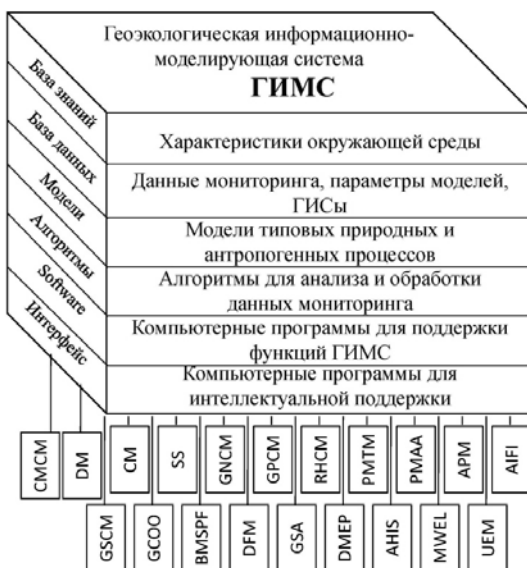 Геоэкологическая информационно-
моделирующая система
ГИМС
База знаний
Характеристики окружающей среды
База данных
Данные мониторинга, параметры моделей,
ГИСы
Модели
Модели типовых природных и
антропогенных процессов
Алгоритмы
Алгоритмы для анализа и обработки
данных мониторинга
Software
Компьютерные программы для поддержки
функций ГИМС
Интерфейс
Компьютерные программы для
интеллектуальной поддержки
CMCM
DM
CM
SS
GNCM
GPCM
RHCM
PMTM
PMAA
APM
AIFI
GSCM
GCOO
BMSPF
DFM
GSA
DMEP
AHIS
MWEL
UEM